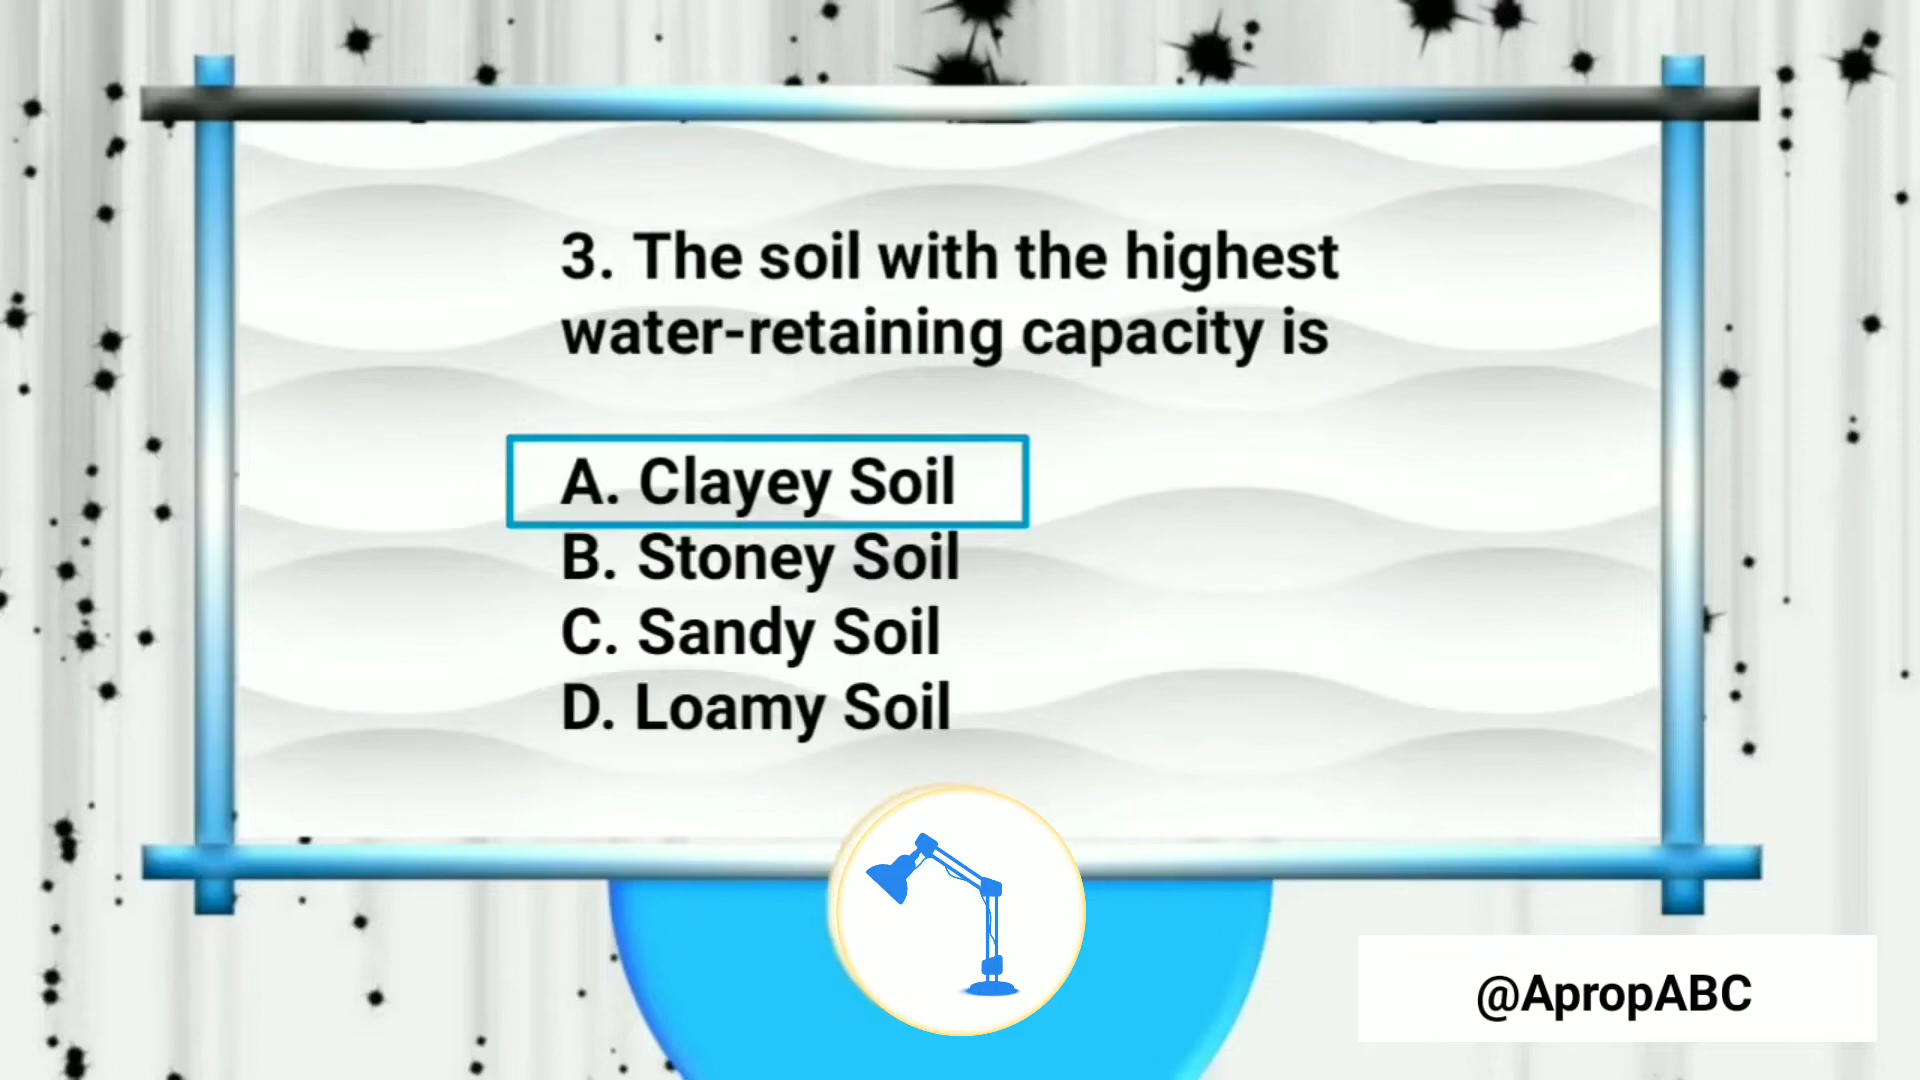 3. The soil with the highest
water-retaining capacity is
A. Clayey Soil
B. Stoney Soil
C. Sandy Soil
D. Loamy Soil
@ApropABC